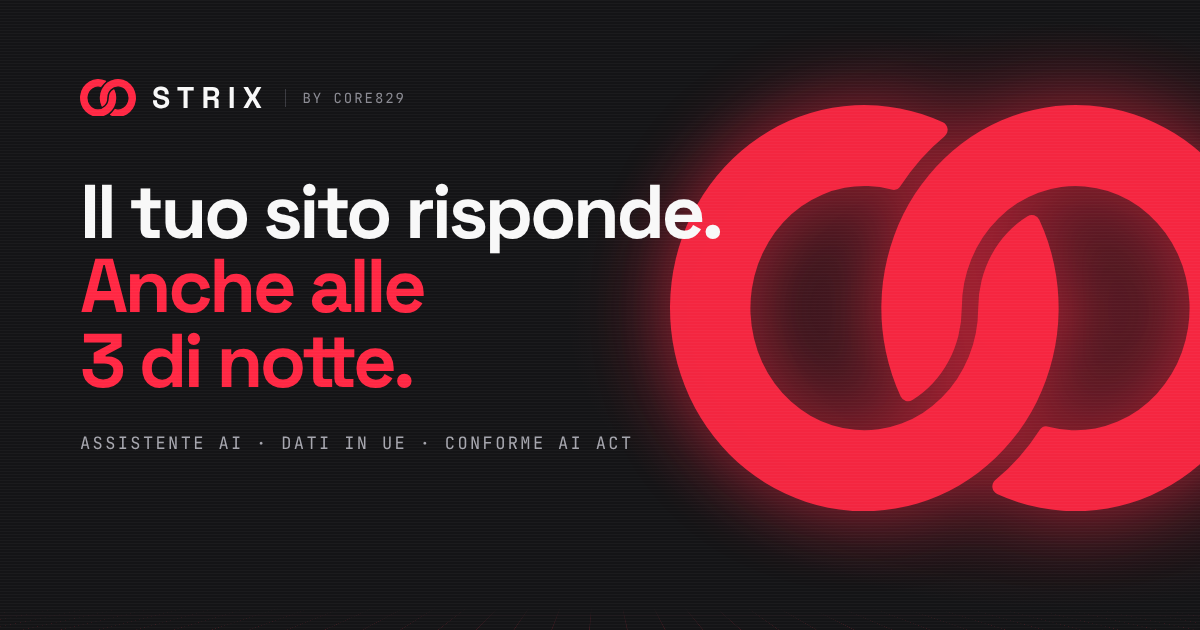 STRIX
BY CORE829
Il tuo sito risponde.
Anche alle
3 di notte.
ASSISTENTE AI · DATI IN UE · CONFORME AI ACT